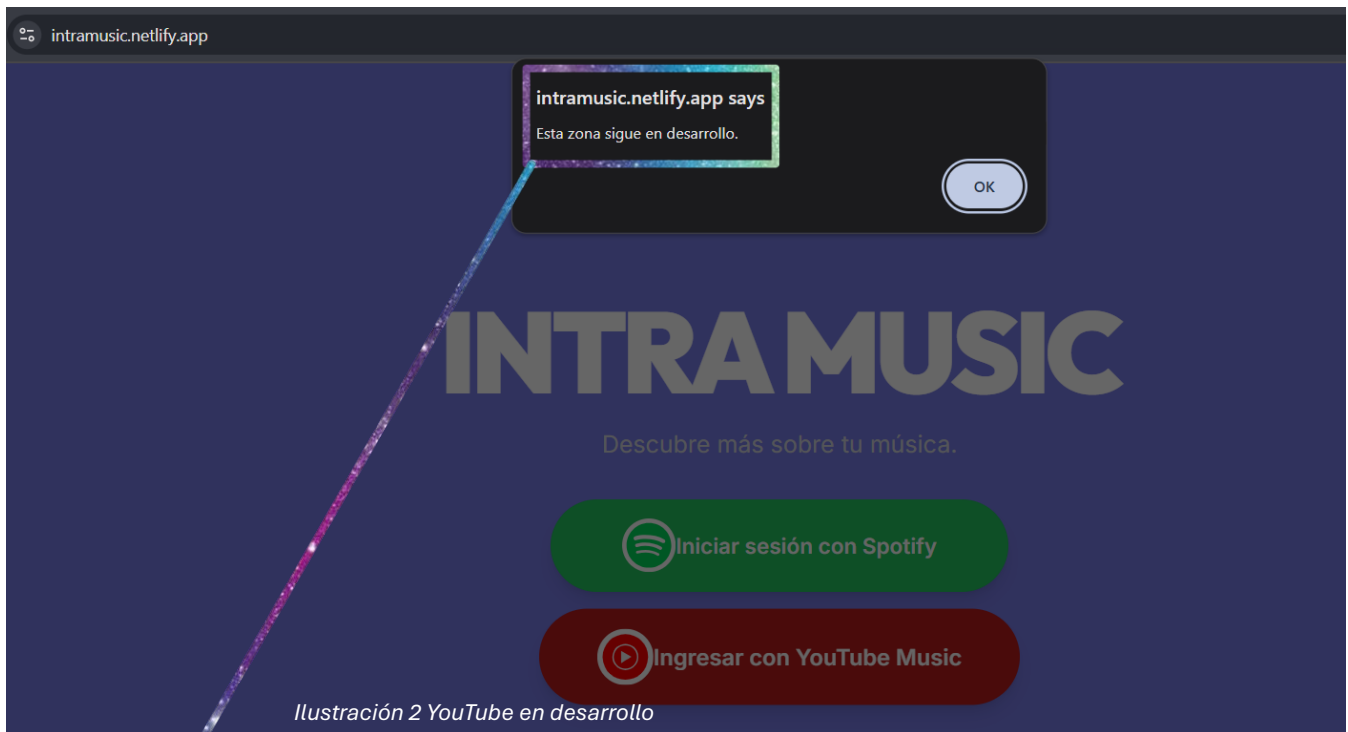 intramusic.netlify.app
intramusic.netlify.app says
Esta zona sigue en desarrollo.
OK
INTRA MUSIC
Descubre más sobre tu música.
Iniciar sesión con Spotify
Ingresar con YouTube Music
Ilustración 2 YouTube en desarrollo